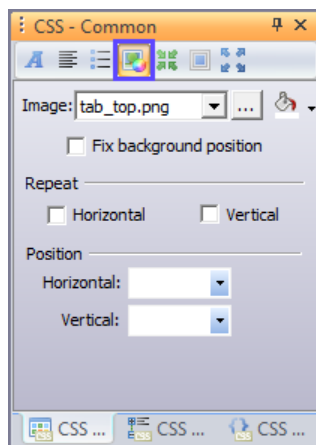 CSS - Common
A
Image: tab_top.png ...
Fix background position
Repeat
Horizontal Vertical
Position
Horizontal:
Vertical:
CSS ... CSS ... CSS ...